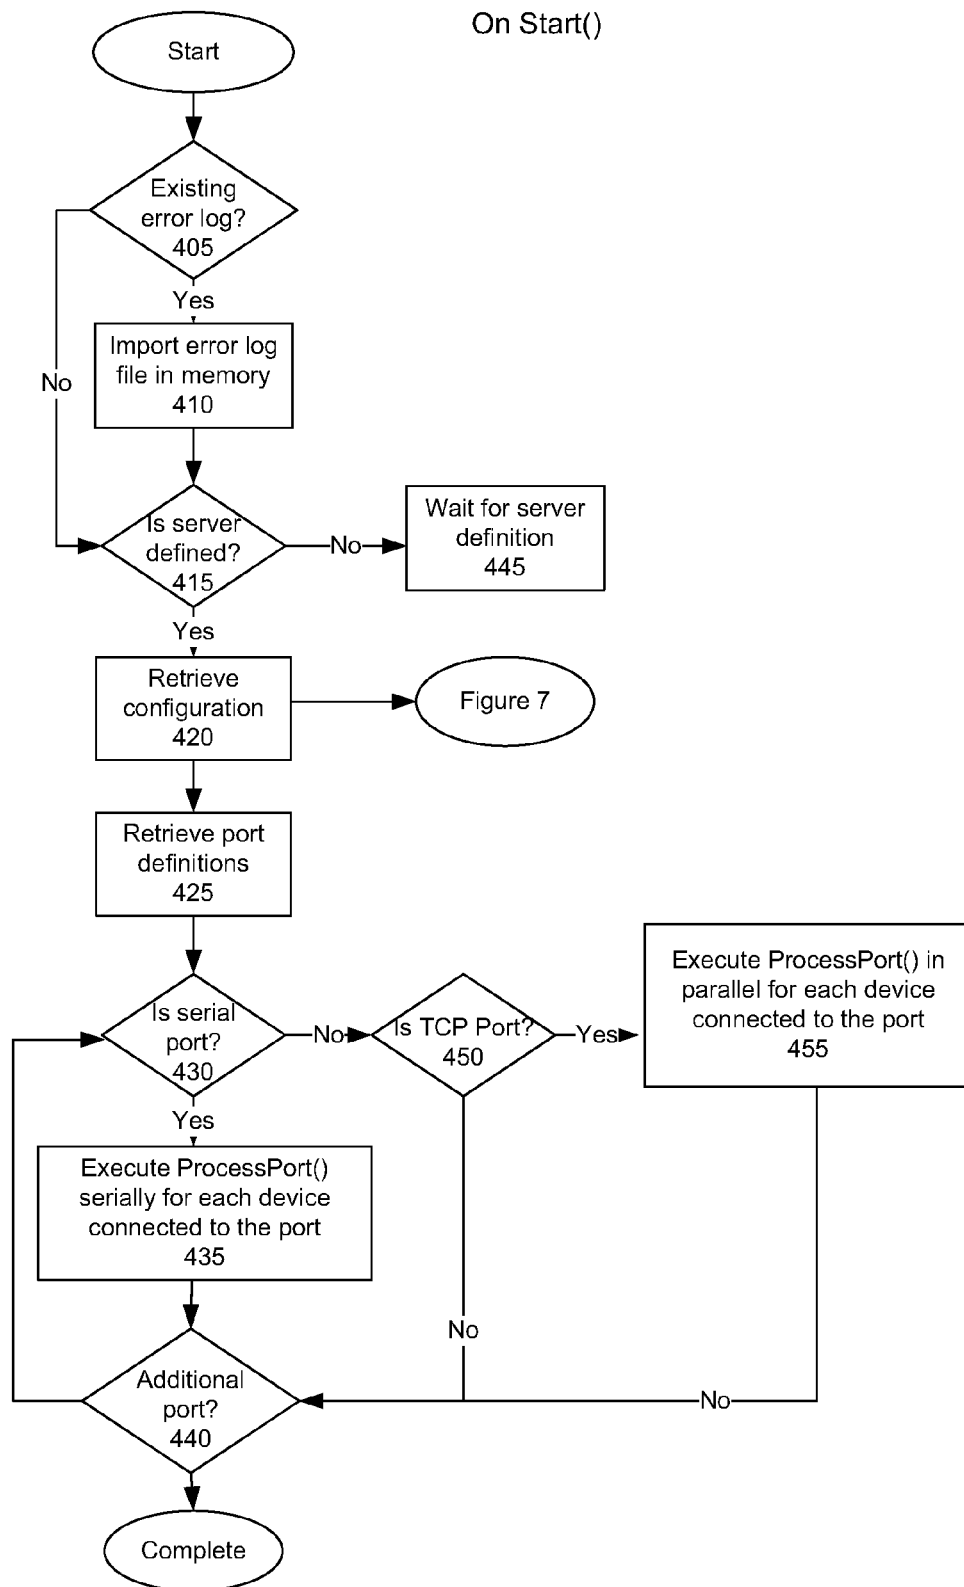 On Start()
Start
Existing
error log?
405
Yes
No
Import error log
file in memory
410
Is server
defined?
415
No
Wait for server
definition
445
Yes
Retrieve
configuration
420
Figure 7
Retrieve port
definitions
425
Is serial
port?
430
No
Is TCP Port?
450
Yes
Execute ProcessPort() in
parallel for each device
connected to the port
455
Yes
Execute ProcessPort()
serially for each device
connected to the port
435
No
No
Additional
port?
440
Complete